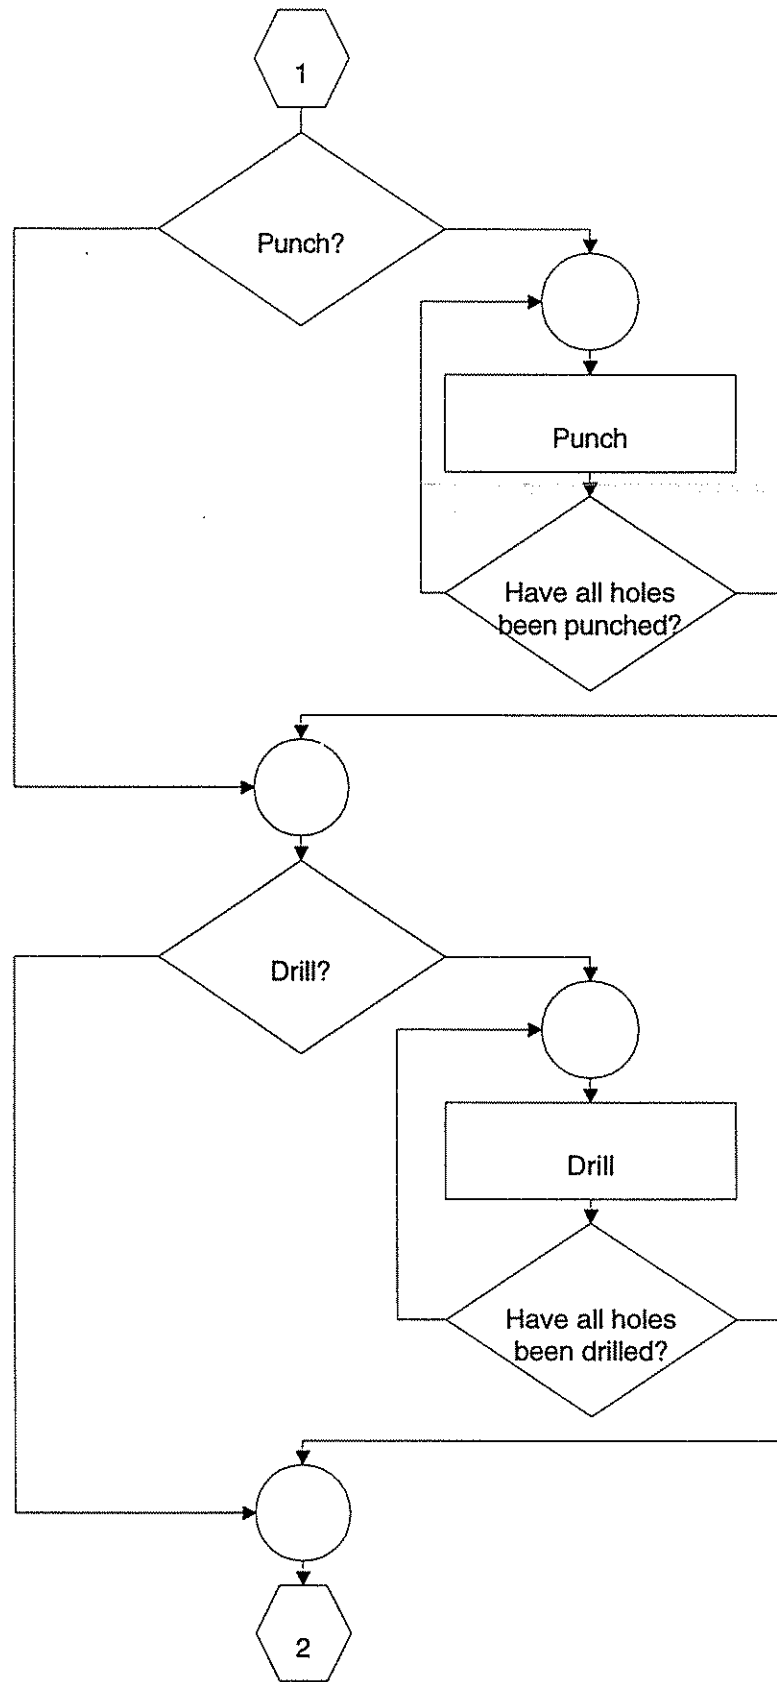 1
Punch?
Punch
Have all holes
been punched?
Drill?
Drill
Have all holes
been drilled?
2